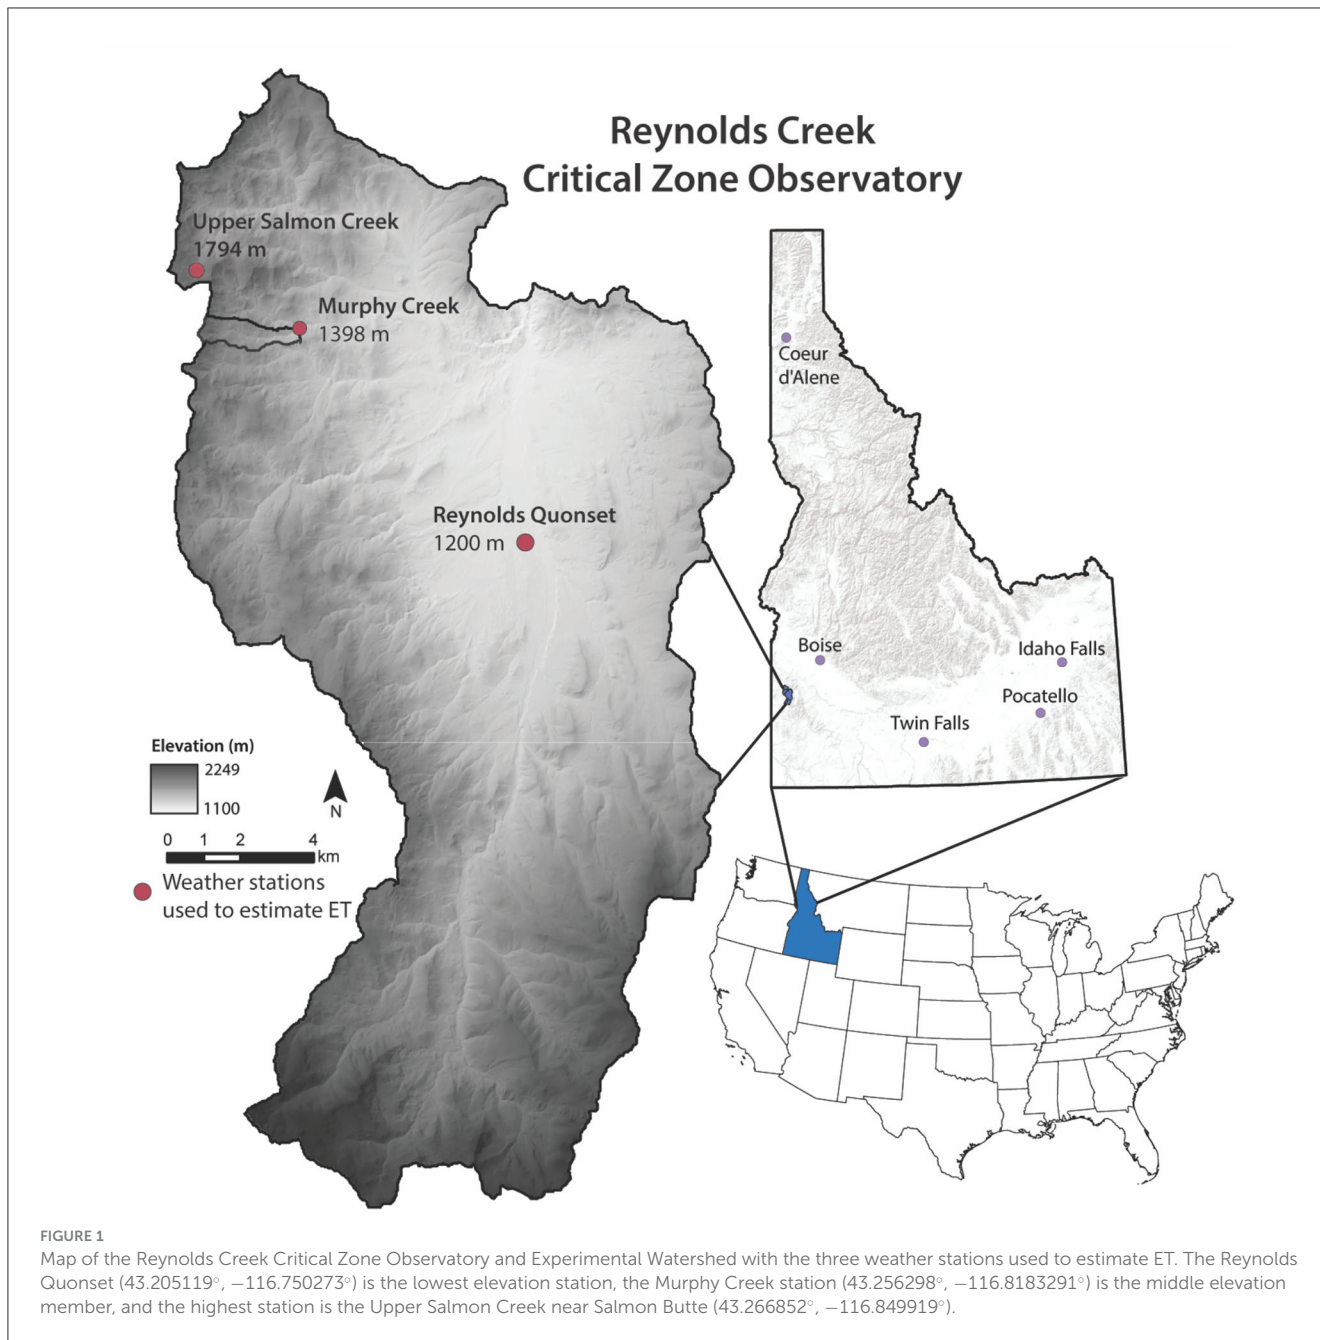 Reynolds Creek
Critical Zone Observatory
Upper Salmon Creek
1794 m
Murphy Creek
1398 m
Reynolds Quonset
1200 m
Coeur
d'Alene
Boise
Idaho Falls
Pocatello
Twin Falls
Elevation (m)
2249
1100
N
0 1 2 4
km
Weather stations
used to estimate ET
FIGURE 1
Map of the Reynolds Creek Critical Zone Observatory and Experimental Watershed with the three weather stations used to estimate ET. The Reynolds
Quonset (43.205119°, −116.750273°) is the lowest elevation station, the Murphy Creek station (43.256298°, −116.8183291°) is the middle elevation
member, and the highest station is the Upper Salmon Creek near Salmon Butte (43.266852°, −116.849919°).